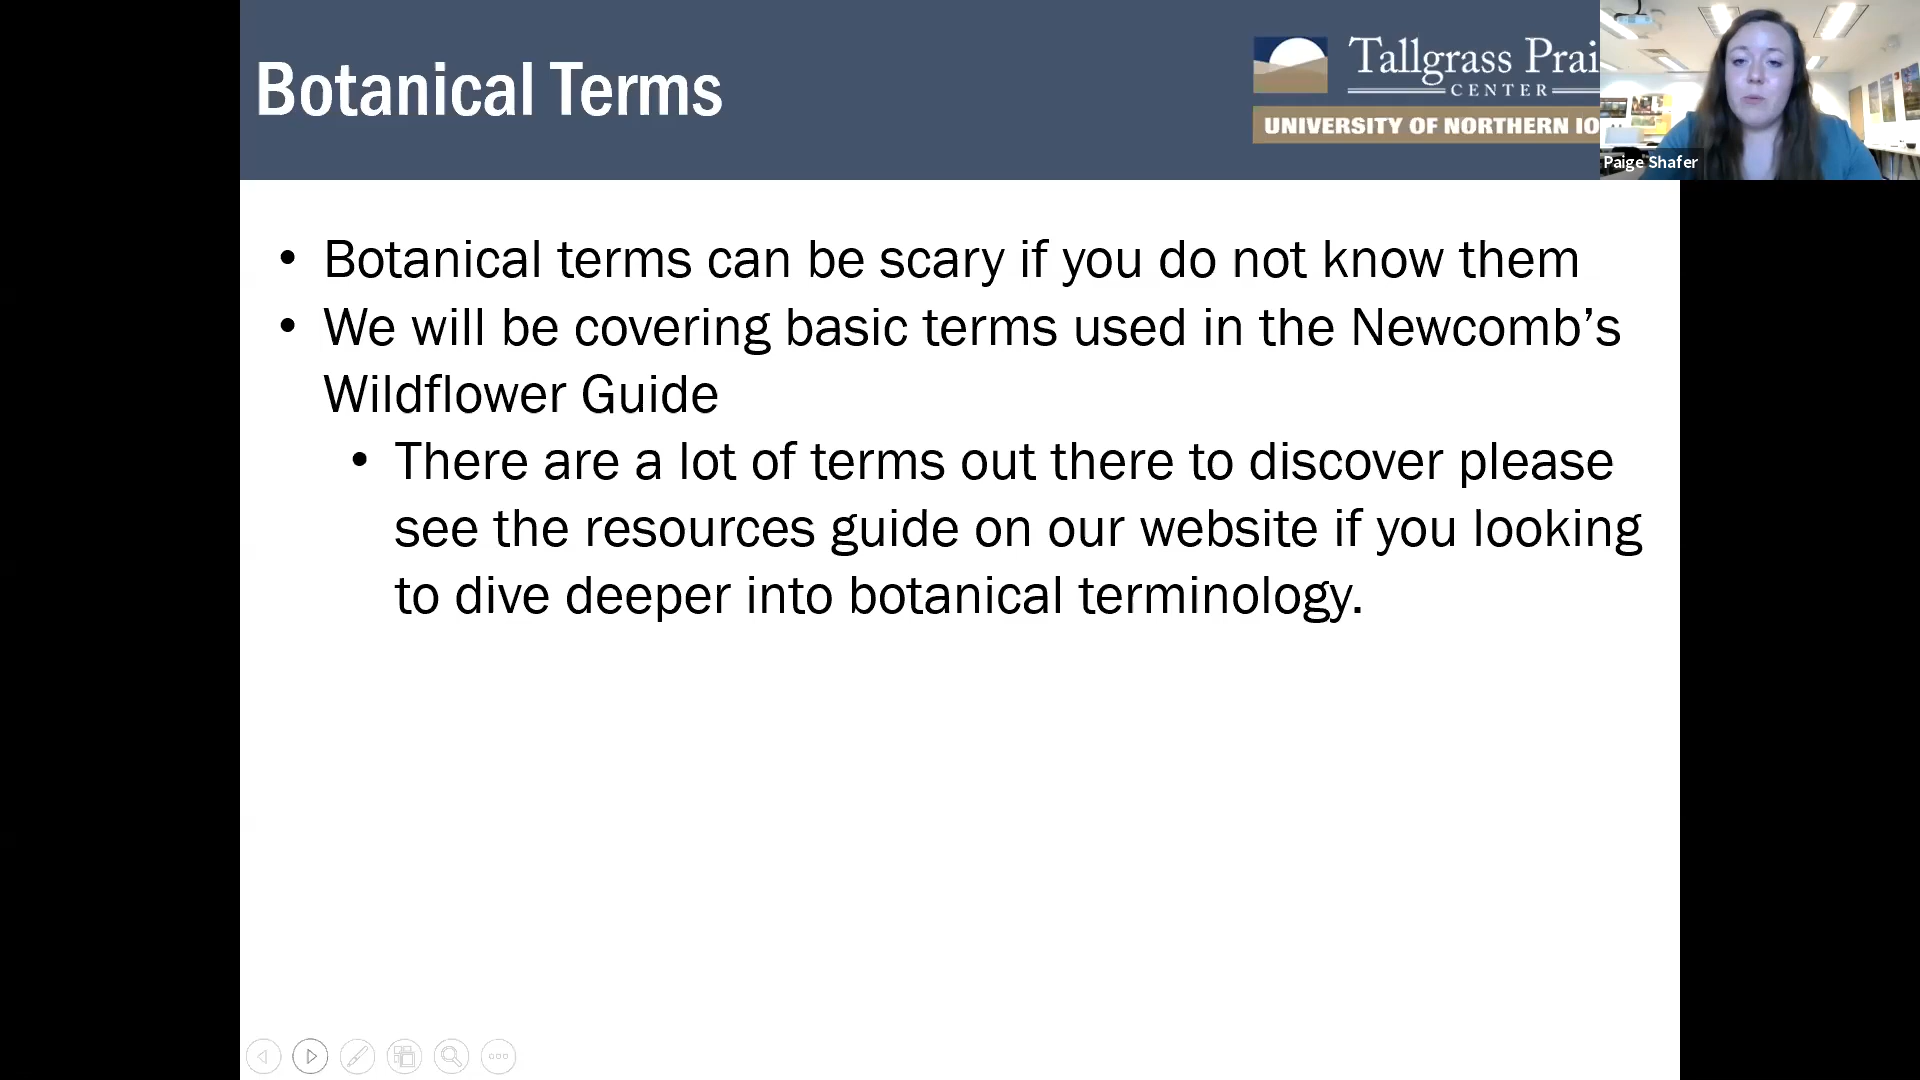 Botanical Terms
Tallgrass Prai
CENTER
UNIVERSITY OF NORTHERN IO
Paige Shafer
• Botanical terms can be scary if you do not know them
• We will be covering basic terms used in the Newcomb’s
Wildflower Guide
• There are a lot of terms out there to discover please
see the resources guide on our website if you looking
to dive deeper into botanical terminology.